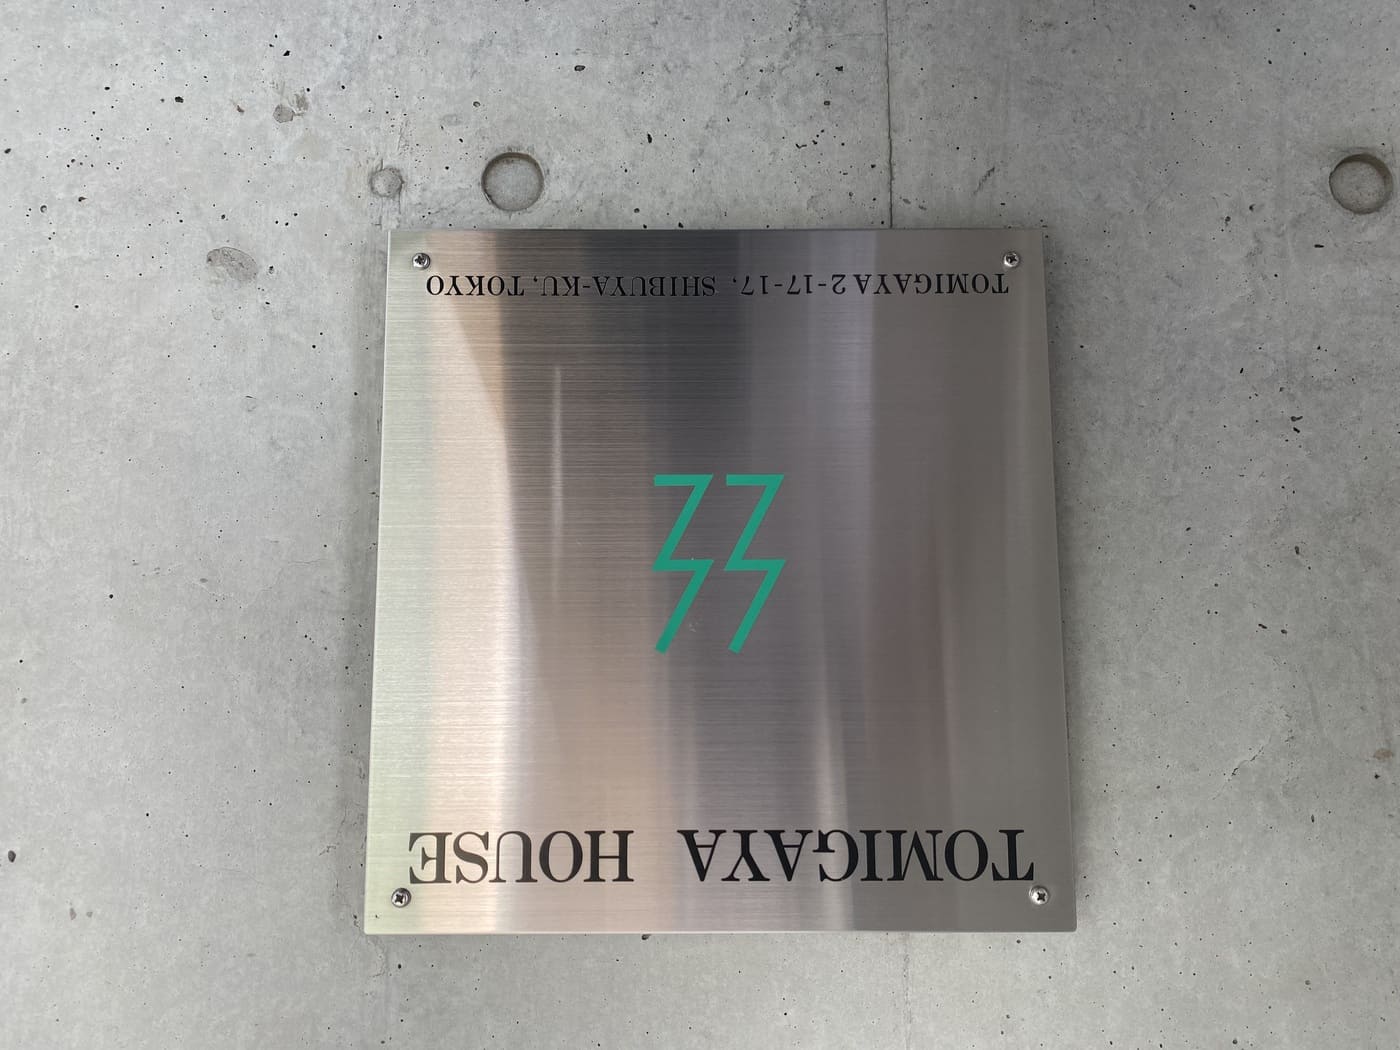 TOMIGAYA HOUSE
TOMIGAYA 2-17-17, SHIBUYA-KU, TOKYO